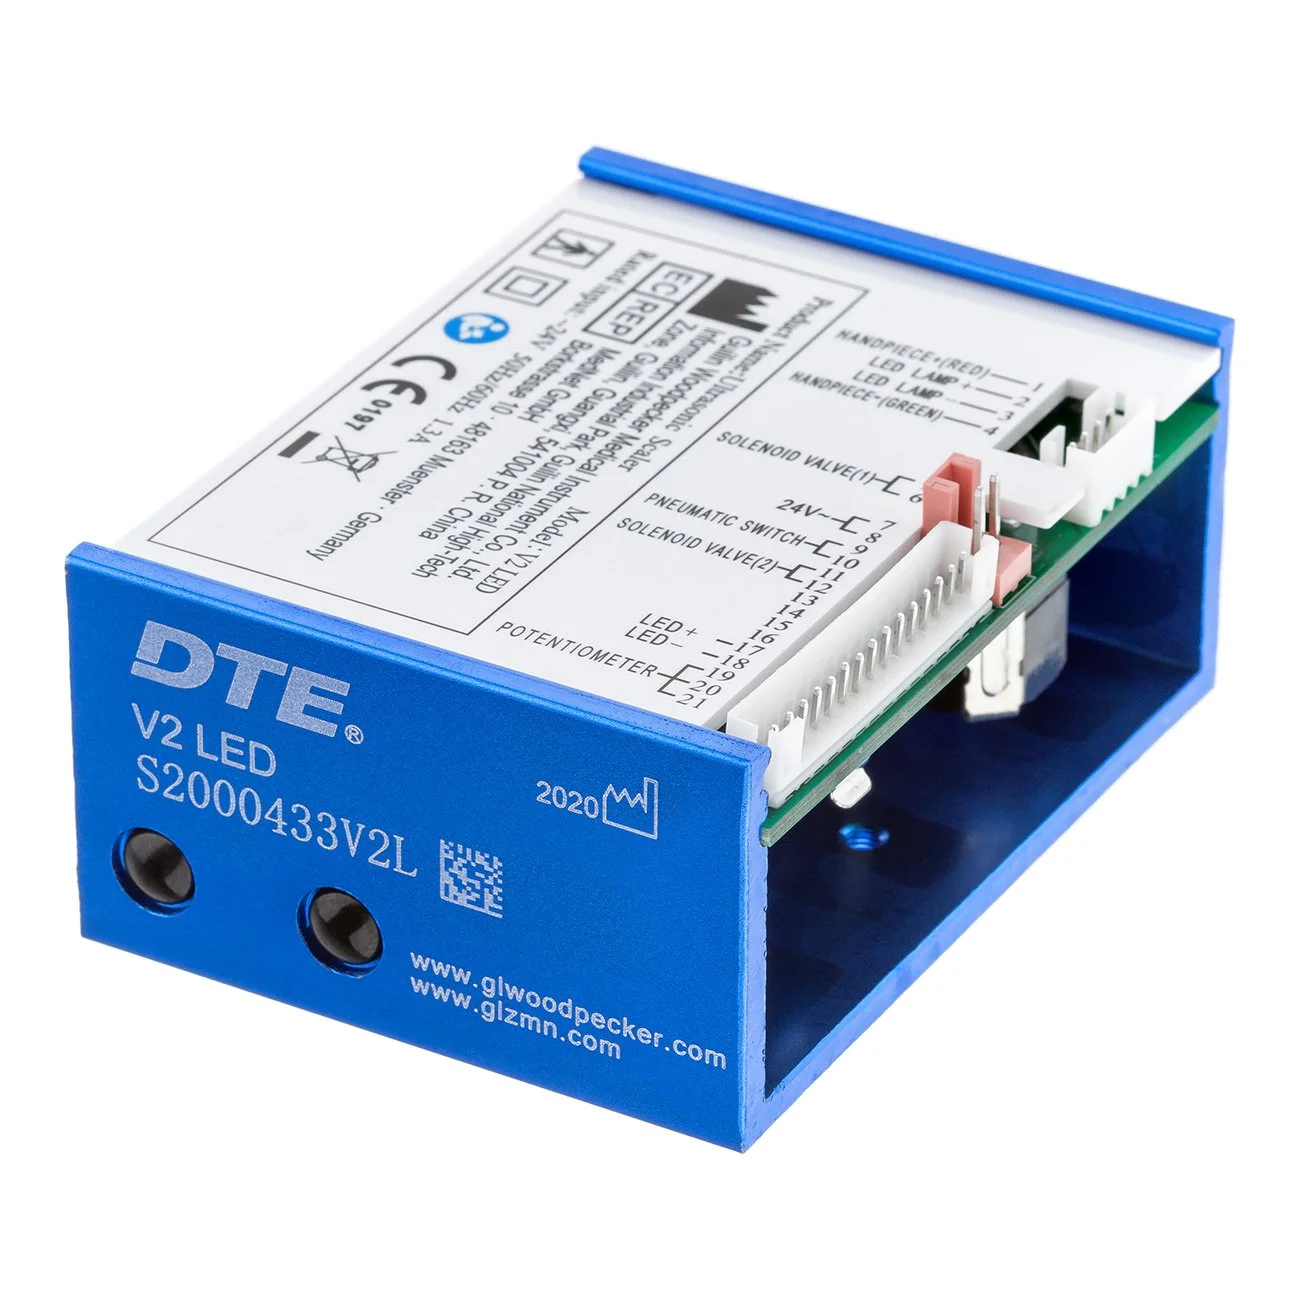 Product Name: Ultrasonic Scaler
Model: V2 LED
Guilin Woodpecker Medical Instrument Co., Ltd.
Information Industrial Park, Guilin National High-Tech
Zone, Guilin, Guangxi, 541004 P. R. China
EC REP
MedNet GmbH
Borkstrasse 10 · 48163 Muenster · Germany
Rated input: ~24V 50Hz/60Hz 1.3A
CE 0197
HANDPIECE+(RED) 1
LED LAMP+ 2
LED LAMP− 3
HANDPIECE-(GREEN) 4
SOLENOID VALVE(1) 6
24V~ 7
8
PNEUMATIC SWITCH 9
10
SOLENOID VALVE(2) 11
12
13
14
15
16
LED+ 17
LED− 18
POTENTIOMETER 19
20
21
DTE®
V2 LED
S2000433V2L
2020
www.glwoodpecker.com
www.glzmn.com